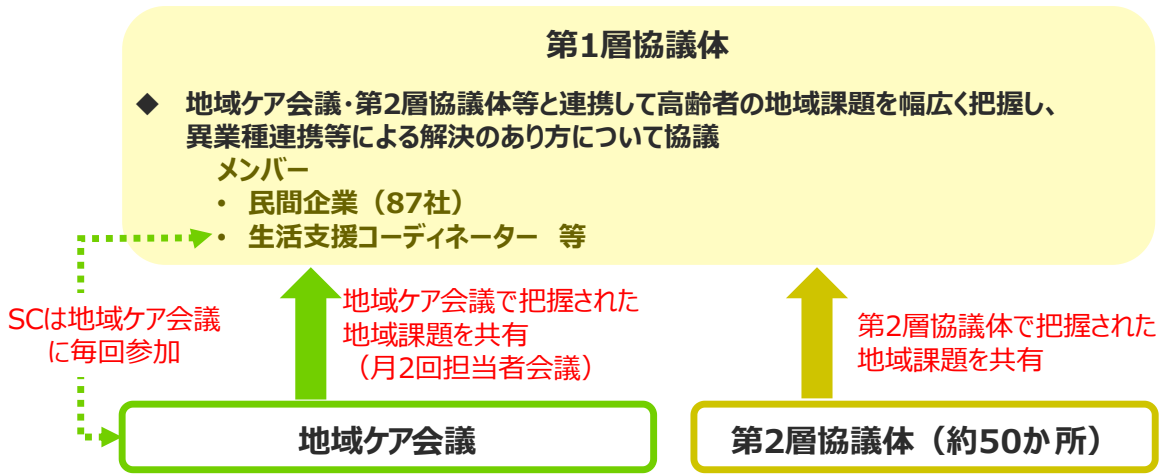 第1層協議体
◆ 地域ケア会議・第2層協議体等と連携して高齢者の地域課題を幅広く把握し、
異業種連携等による解決のあり方について協議
メンバー
・ 民間企業（87社）
・ 生活支援コーディネーター 等
SCは地域ケア会議
に毎回参加
地域ケア会議で把握された
地域課題を共有
（月2回担当者会議）
第2層協議体で把握された
地域課題を共有
地域ケア会議
第2層協議体（約50か所）